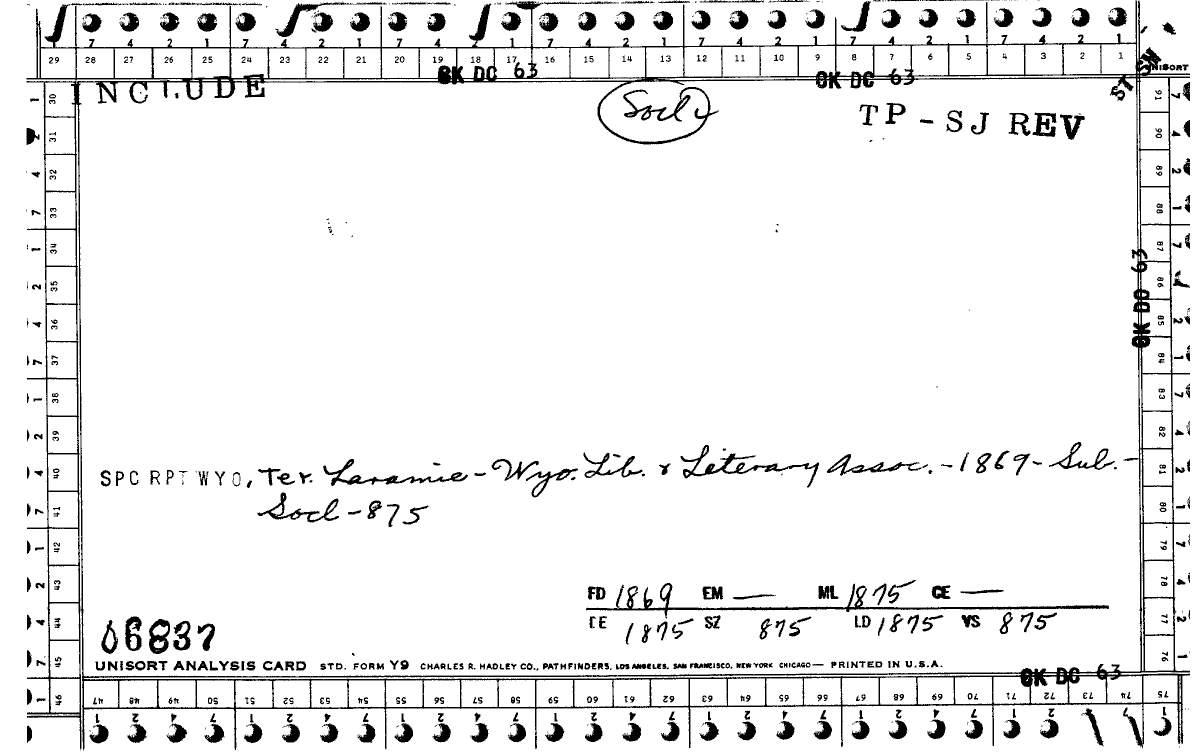 7 4 2 1 7 4 2 1 7 4 2 1 7 4 2 1 7 4 2 1 7 4 2 1 7 4 2 1
29 28 27 26 25 24 23 22 21 20 19 18 17 16 15 14 13 12 11 10 9 8 7 6 5 4 3 2 1
OK DC 63 OK DC 63
ST SW
UNISORT
INCLUDE
Socl 2
TP - SJ REV
1 30
2 31
4 32
7 33
1 34
2 35
4 36
7 37
1 38
2 39
4 40
7 41
1 42
2 43
4 44
7 45
1 46
91
90
89
88
87
86
85
84
83
82
81
80
79
78
77
76
OK DC 63
SPC RPT WYO, Ter. Laramie - Wyo. Lib. & Literary Assoc. - 1869 - Sub. -
Socl - 875
FD 1869 EM — ML 1875 CE —
DE 1875 SZ 875 LD 1875 VS 875
06837
UNISORT ANALYSIS CARD STD. FORM Y9 CHARLES R. HADLEY CO., PATHFINDERS, LOS ANGELES, SAN FRANCISCO, NEW YORK CHICAGO — PRINTED IN U.S.A.
OK DC 63
47 48 49 50 51 52 53 54 55 56 57 58 59 60 61 62 63 64 65 66 67 68 69 70 71 72 73 74 75
1 2 4 7 1 2 4 7 1 2 4 7 1 2 4 7 1 2 4 7 1 2 4 7 1 2 7 1